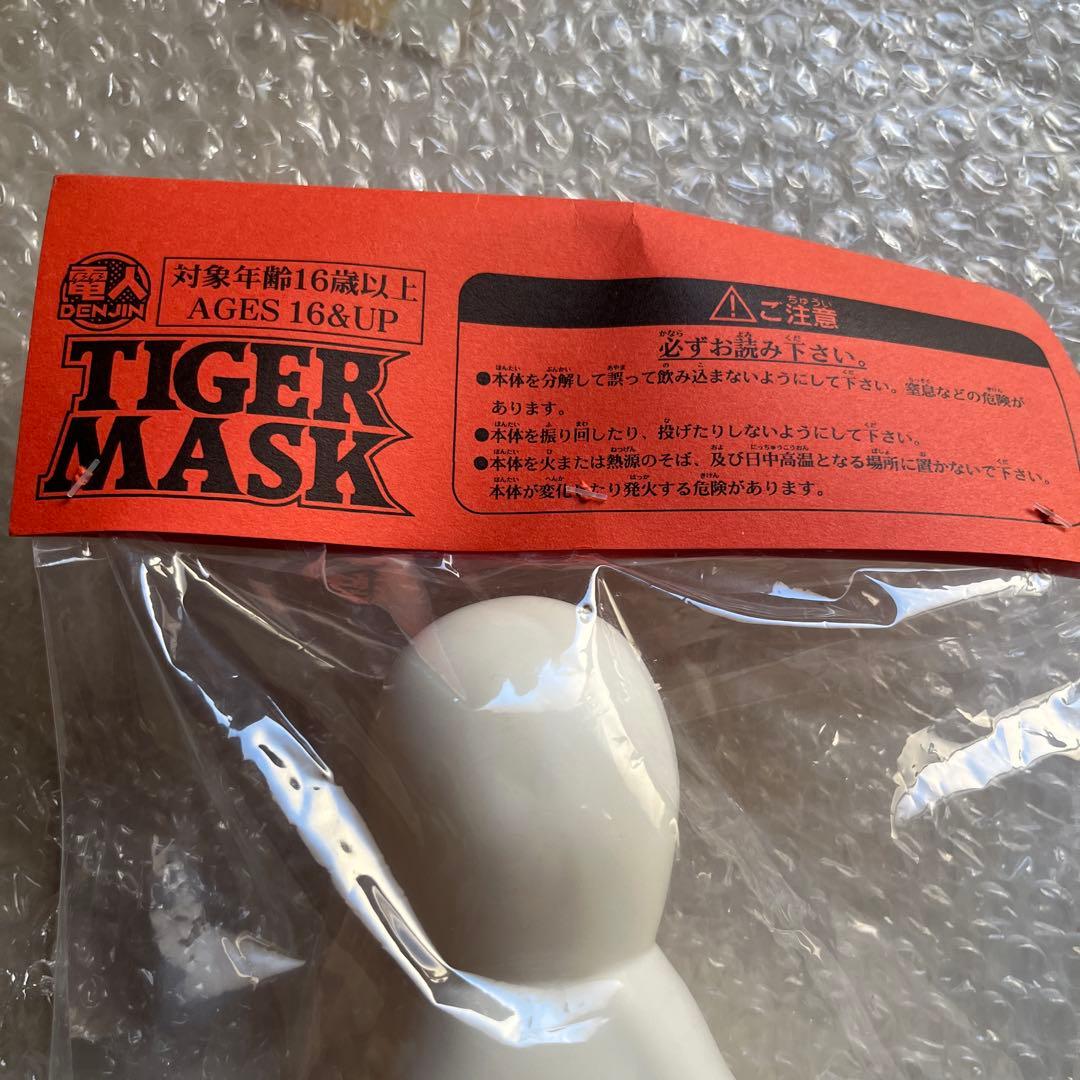 電人
DENJIN
対象年齢16歳以上
AGES 16&UP
TIGER
MASK
ご注意
必ずお読み下さい。
●本体を分解して誤って飲み込まないようにして下さい。窒息などの危険が
あります。
●本体を振り回したり、投げたりしないようにして下さい。
●本体を火または熱源のそば、及び日中高温となる場所に置かないで下さい。
本体が変化したり発火する危険があります。